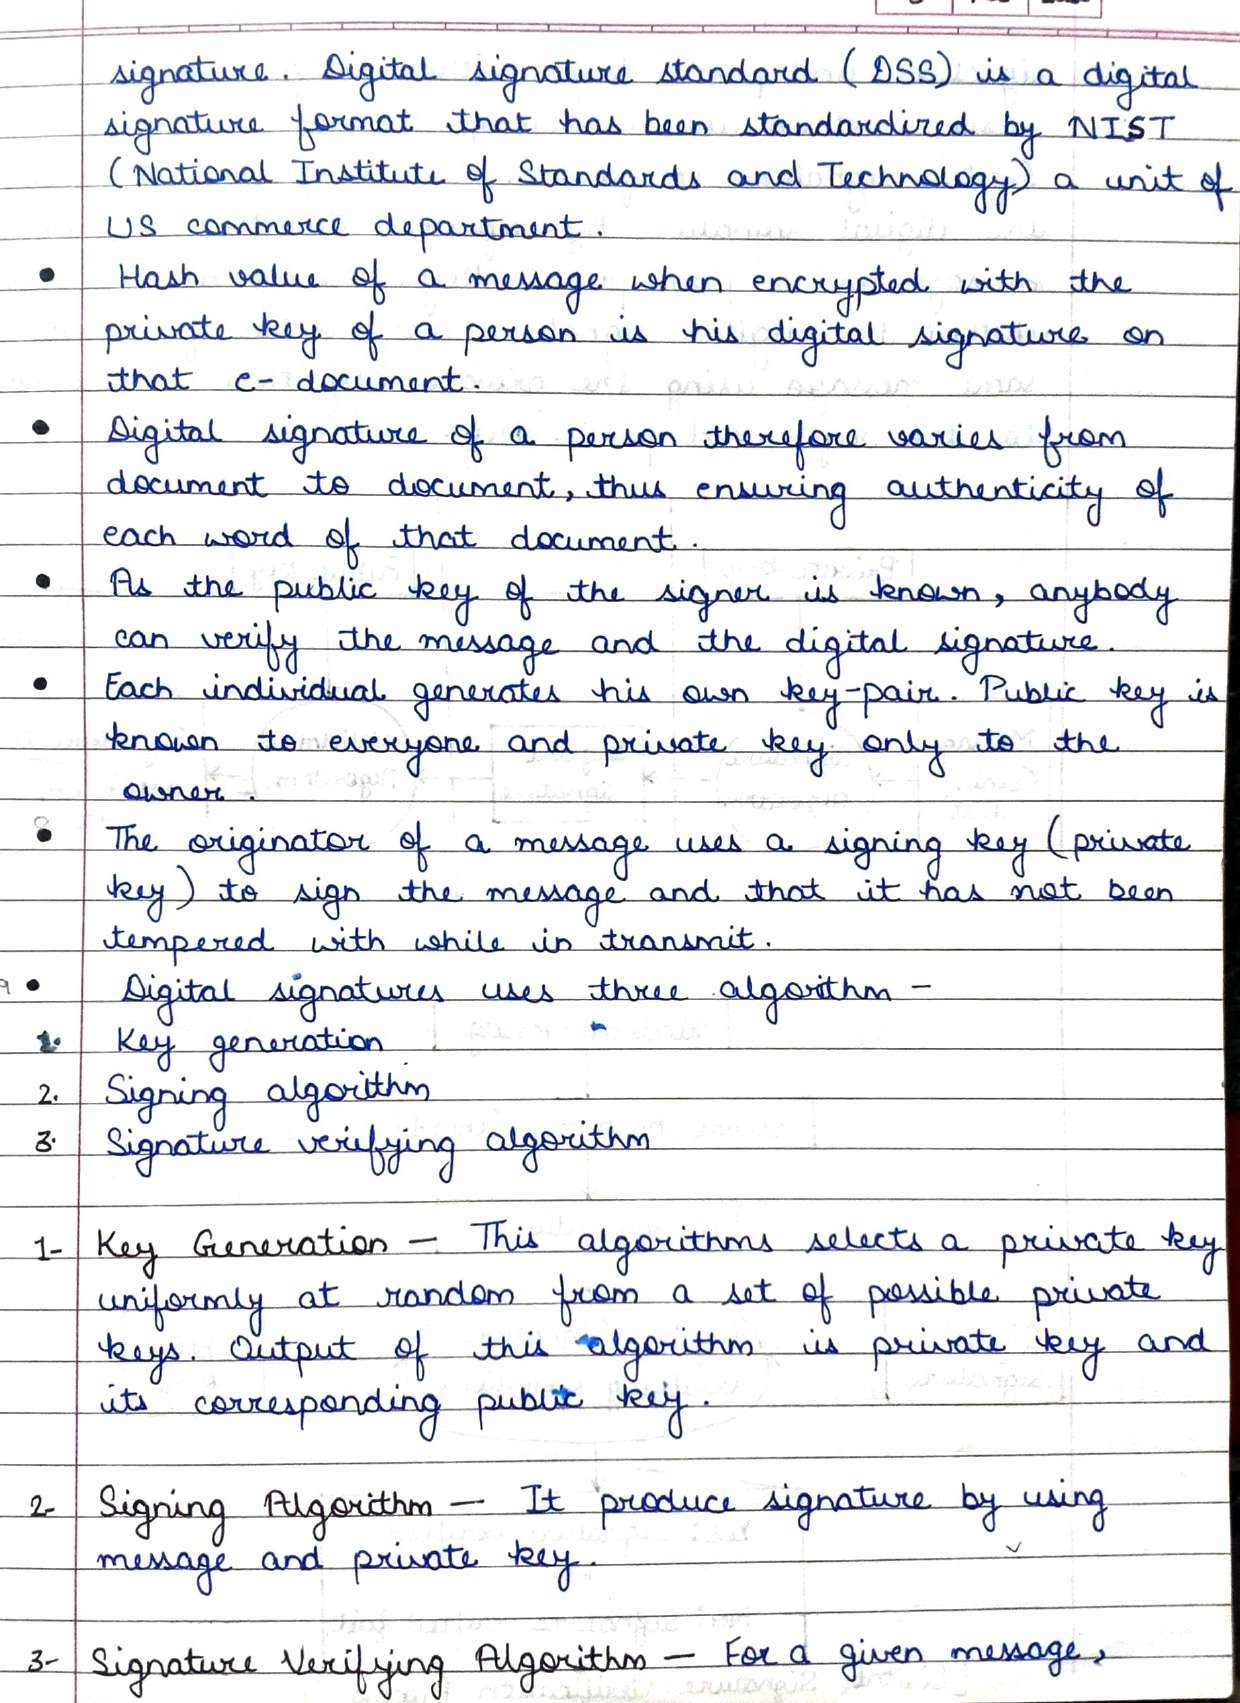 signature. Digital signature standard (DSS) is a digital
signature format that has been standardized by NIST
(National Institute of Standards and Technology) a unit of
US commerce department.
• Hash value of a message when encrypted with the
private key of a person is his digital signature on
that e-document.
• Digital signature of a person therefore varies from
document to document, thus ensuring authenticity of
each word of that document.
• As the public key of the signer is known, anybody
can verify the message and the digital signature.
• Each individual generates his own key-pair. Public key is
known to everyone and private key only to the
owner.
• The originator of a message uses a signing key (private
key) to sign the message and that it has not been
tempered with while in transmit.
• Digital signatures uses three algorithm -
1. Key generation
2. Signing algorithm
3. Signature verifying algorithm
1- Key Generation - This algorithms selects a private key
uniformly at random from a set of possible private
keys. Output of this algorithm is private key and
its corresponding public key.
2- Signing Algorithm - It produce signature by using
message and private key.
3- Signature Verifying Algorithm - For a given message,